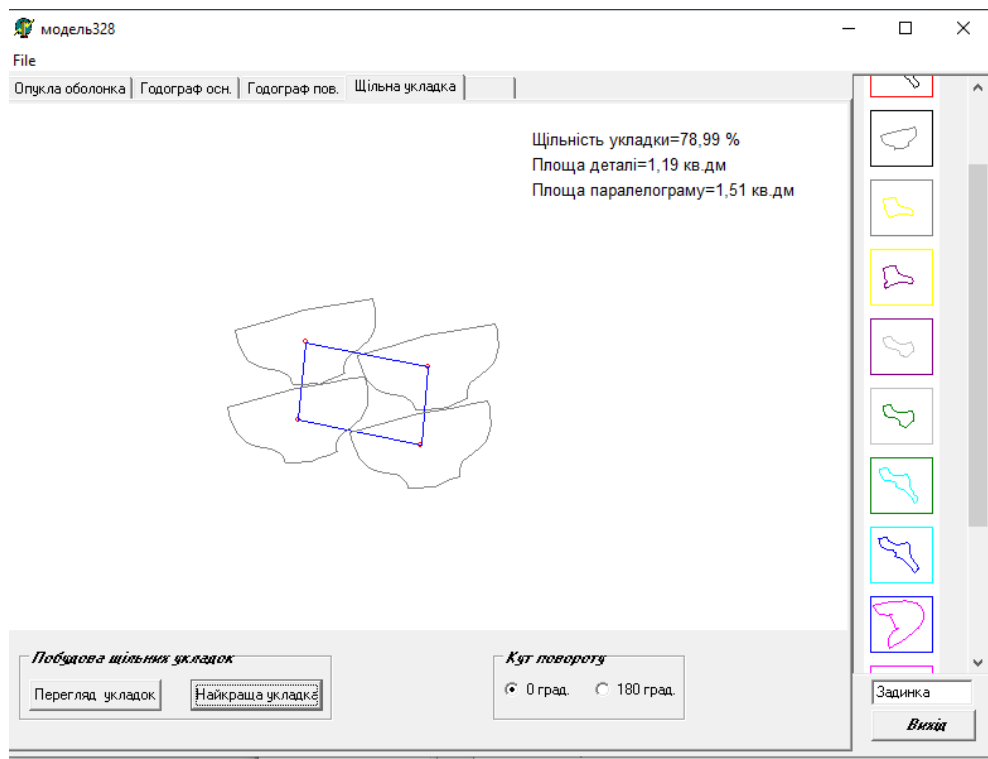 модель328
File
Опукла оболонка Годограф осн. Годограф пов. Щільна укладка
Щільність укладки=78,99 %
Площа деталі=1,19 кв.дм
Площа паралелограму=1,51 кв.дм
Побудова щільних укладок
Перегляд укладок Найкраща укладка
Кут повороту
0 град. 180 град.
Задинка
Вихід